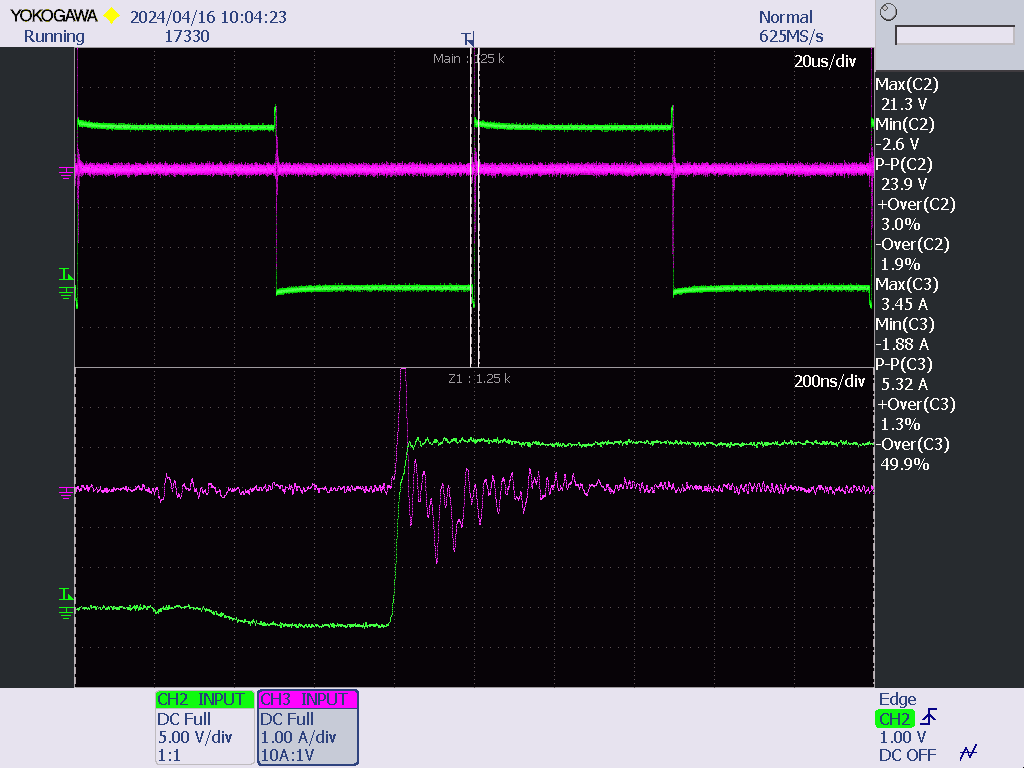 YOKOGAWA 2024/04/16 10:04:23 Normal
Running 17330 625MS/s
T
Main : 125 k 20us/div
Max(C2)
21.3 V
Min(C2)
-2.6 V
P-P(C2)
23.9 V
+Over(C2)
3.0%
-Over(C2)
1.9%
Max(C3)
3.45 A
Min(C3)
-1.88 A
P-P(C3)
5.32 A
+Over(C3)
1.3%
-Over(C3)
49.9%
T
Z1 : 1.25 k 200ns/div
T
CH2 INPUT
DC Full
5.00 V/div
1:1
CH3 INPUT
DC Full
1.00 A/div
10A:1V
Edge
CH2
1.00 V
DC OFF